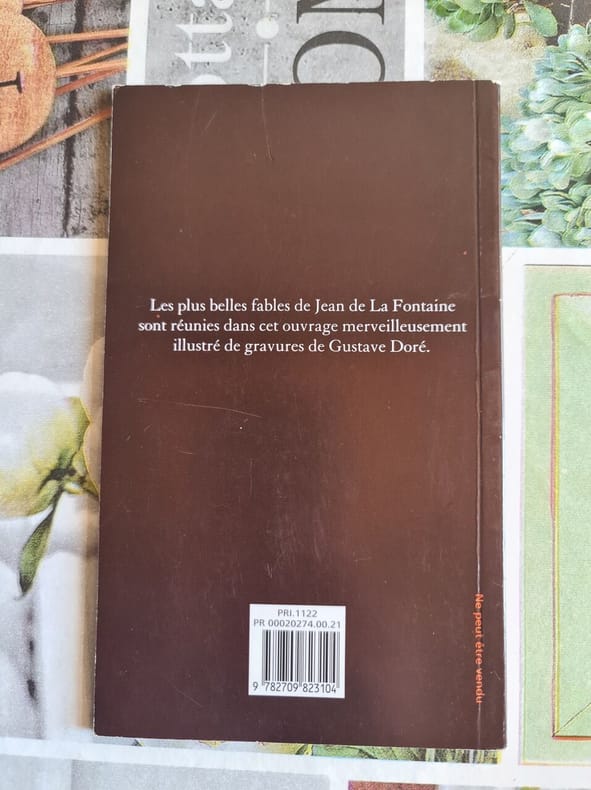 Les plus belles fables de Jean de La Fontaine
sont réunies dans cet ouvrage merveilleusement
illustré de gravures de Gustave Doré.
PRI.1122
PR 00020274.00.21
9 782709 823104
Ne peut être vendu